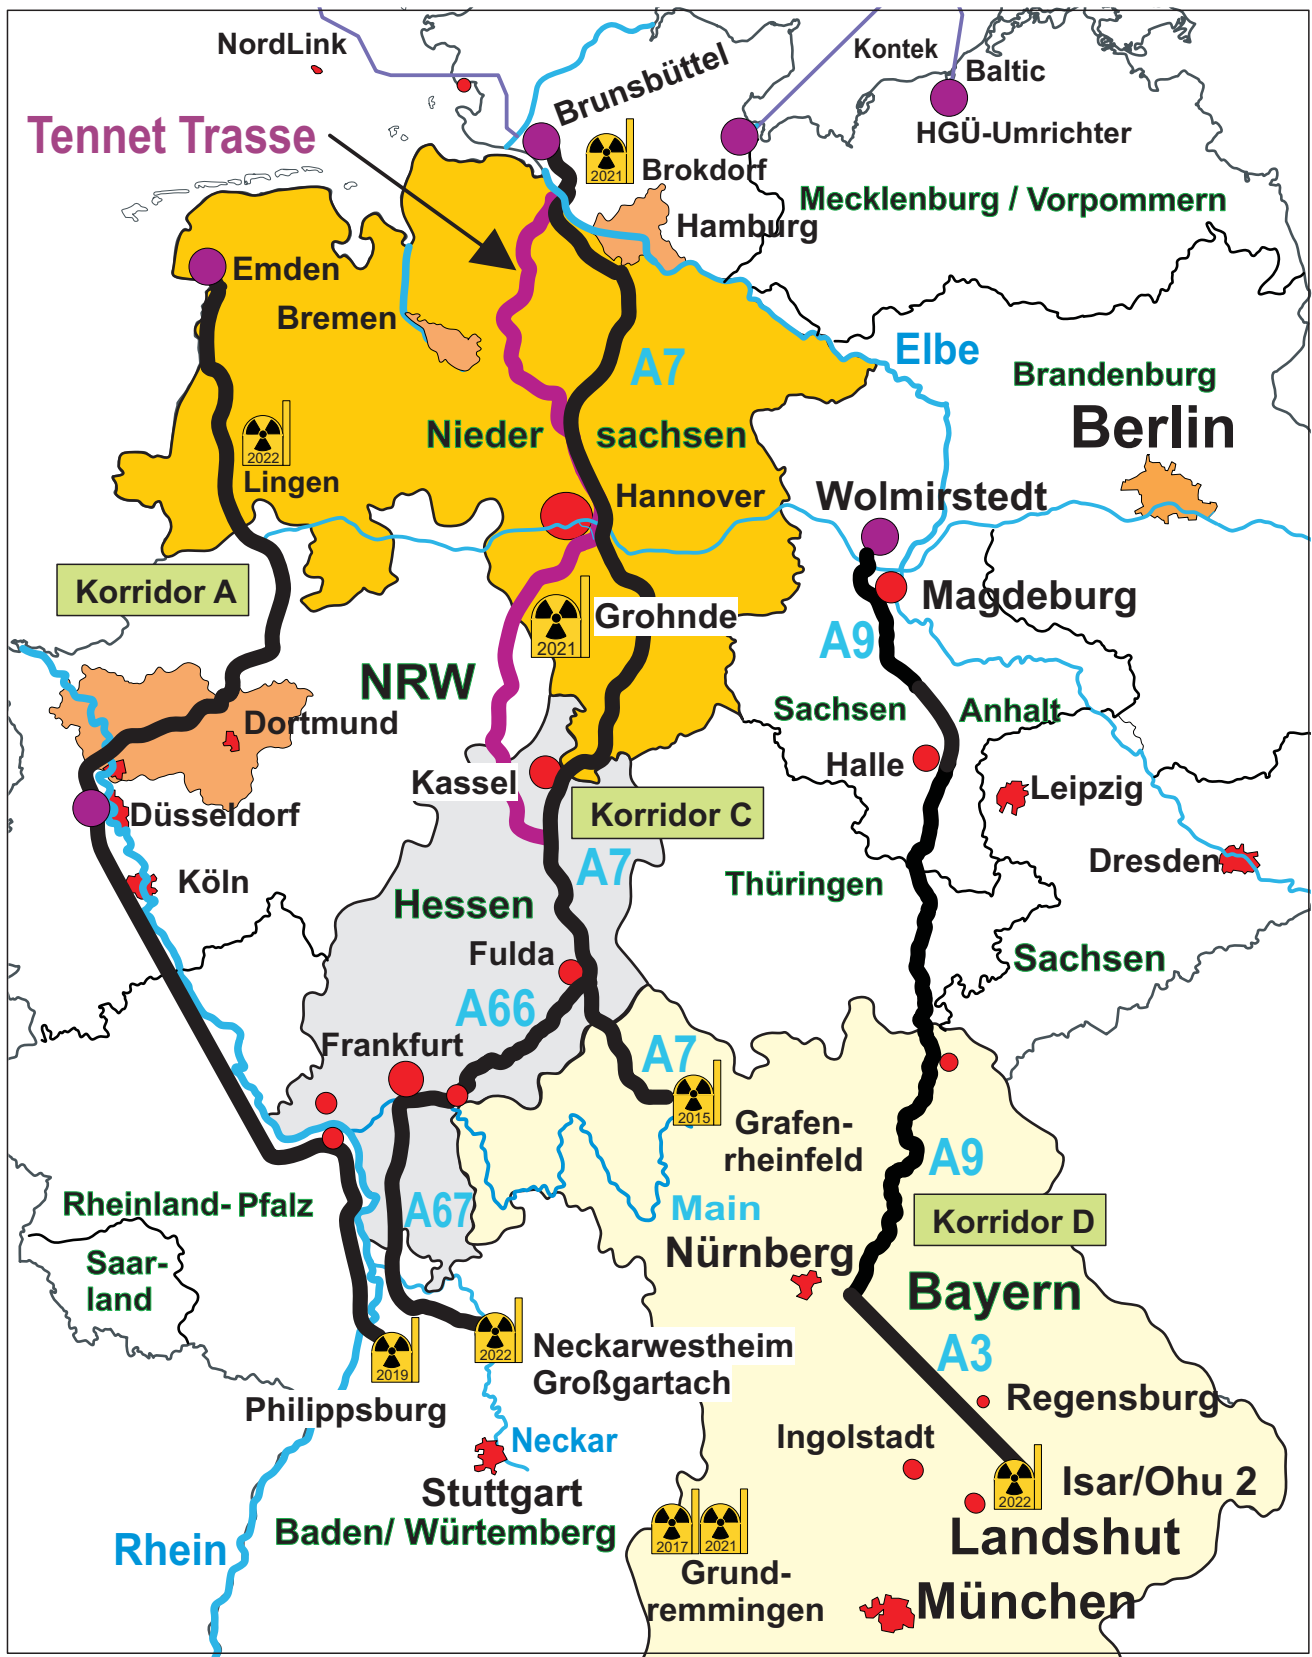 NordLink
Kontek
Baltic
Brunsbüttel
HGÜ-Umrichter
Tennet Trasse
2021
Brokdorf
Mecklenburg / Vorpommern
Hamburg
Emden
Bremen
Elbe
A7
Brandenburg
Berlin
Nieder sachsen
2022
Lingen
Hannover
Wolmirstedt
Korridor A
Magdeburg
Grohnde
2021
A9
NRW
Sachsen Anhalt
Dortmund
Halle
Kassel
Leipzig
Düsseldorf
Korridor C
A7
Dresden
Köln
Thüringen
Hessen
Fulda
Sachsen
A66
Frankfurt
A7
2015
Grafen-
rheinfeld
A9
Rheinland-Pfalz
A67
Main
Korridor D
Nürnberg
Saar-
land
Bayern
2022
2019
Neckarwestheim
Großgartach
A3
Philippsburg
Regensburg
Neckar
Ingolstadt
Isar/Ohu 2
2022
Stuttgart
Baden/ Würtemberg
Landshut
Rhein
2017
2021
Grund-
remmingen
München